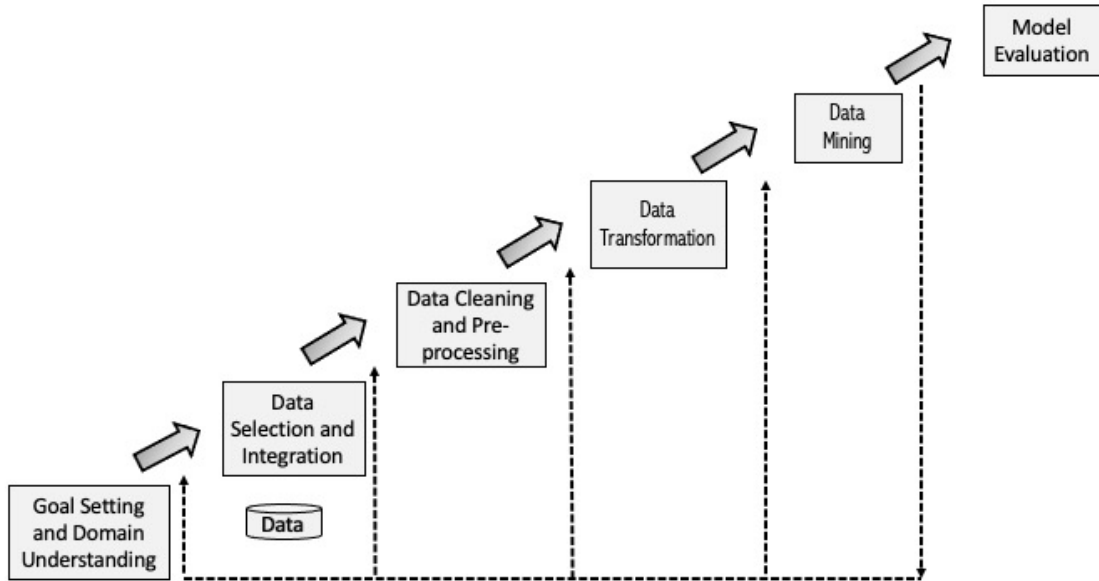 Model
Evaluation
Data
Mining
Data
Transformation
Data Cleaning
and Pre-
processing
Data
Selection and
Integration
Goal Setting
and Domain
Understanding
Data